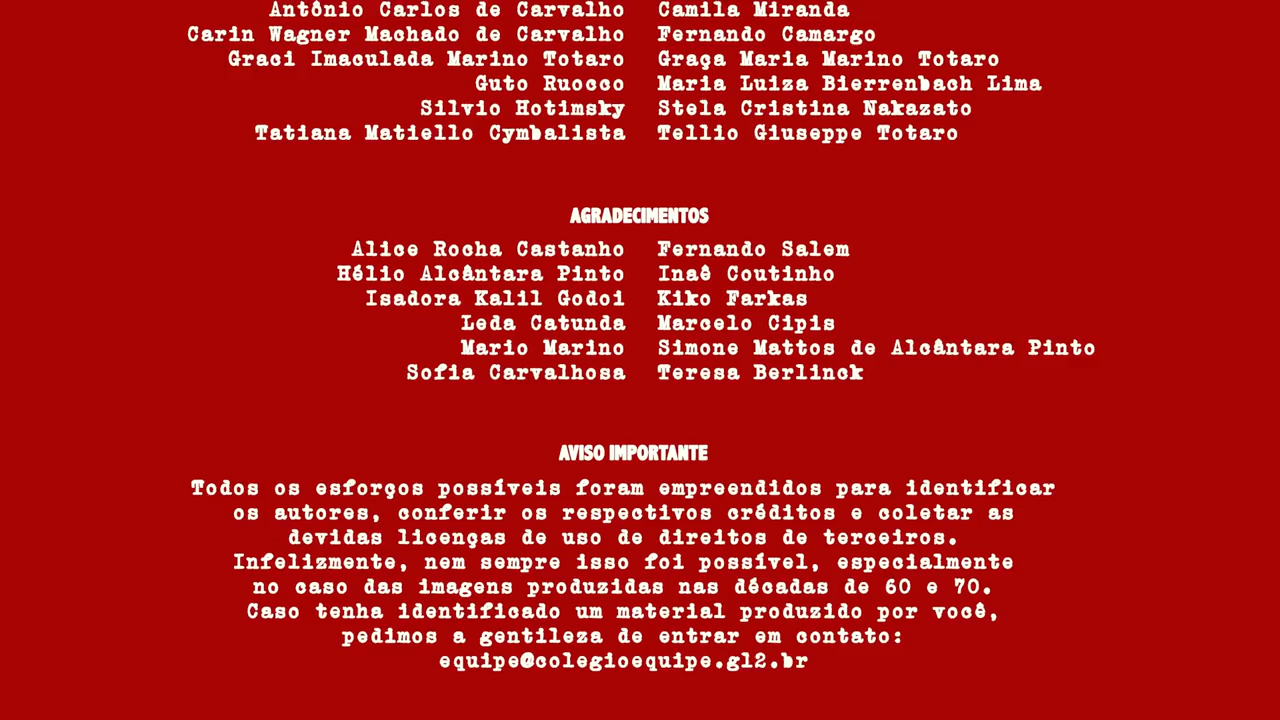 Antônio Carlos de Carvalho Camila Miranda
Carin Wagner Machado de Carvalho Fernando Camargo
Graci Imaculada Marino Totaro Graça Maria Marino Totaro
Guto Ruocco Maria Luiza Bierrenbach Lima
Silvio Hotimsky Stela Cristina Nakazato
Tatiana Matiello Cymbalista Tellio Giuseppe Totaro
AGRADECIMENTOS
Alice Rocha Castanho Fernando Salem
Hélio Alcântara Pinto Inaê Coutinho
Isadora Kalil Godoi Kiko Farkas
Leda Catunda Marcelo Cipis
Mario Marino Simone Mattos de Alcântara Pinto
Sofia Carvalhosa Teresa Berlinck
AVISO IMPORTANTE
Todos os esforços possíveis foram empreendidos para identificar
os autores, conferir os respectivos créditos e coletar as
devidas licenças de uso de direitos de terceiros.
Infelizmente, nem sempre isso foi possível, especialmente
no caso das imagens produzidas nas décadas de 60 e 70.
Caso tenha identificado um material produzido por você,
pedimos a gentileza de entrar em contato:
equipe@colegioequipe.g12.br